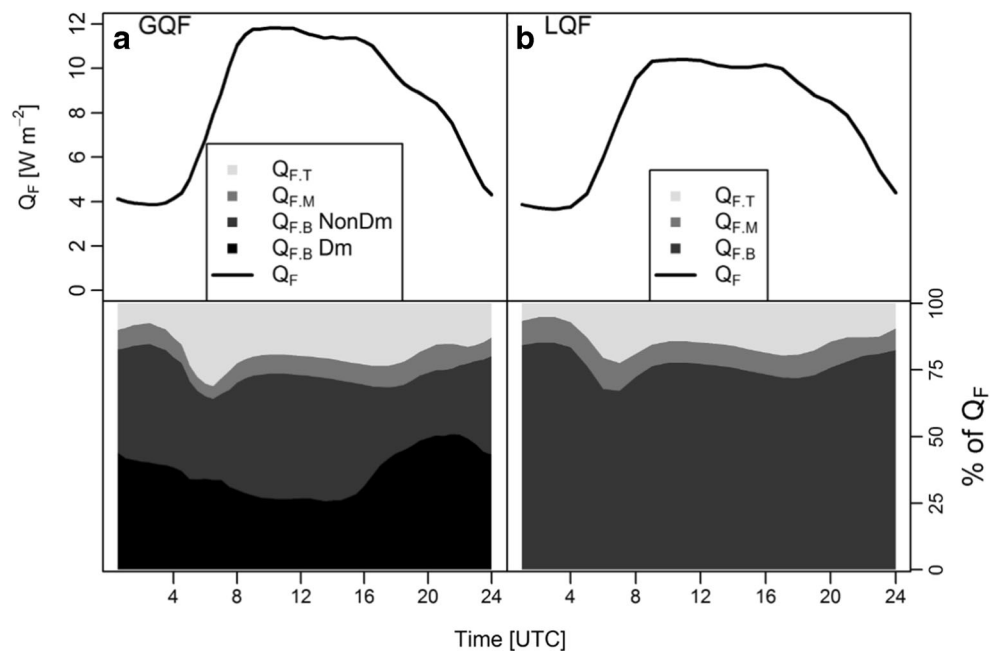 a GQF
b LQF
Q_F [W m⁻²]
12
10
8
6
4
2
0
Q_F.T
Q_F.M
Q_F.B NonDm
Q_F.B Dm
Q_F
Q_F.T
Q_F.M
Q_F.B
Q_F
100
75
50
25
0
% of Q_F
4 8 12 16 20 24
4 8 12 16 20 24
Time [UTC]